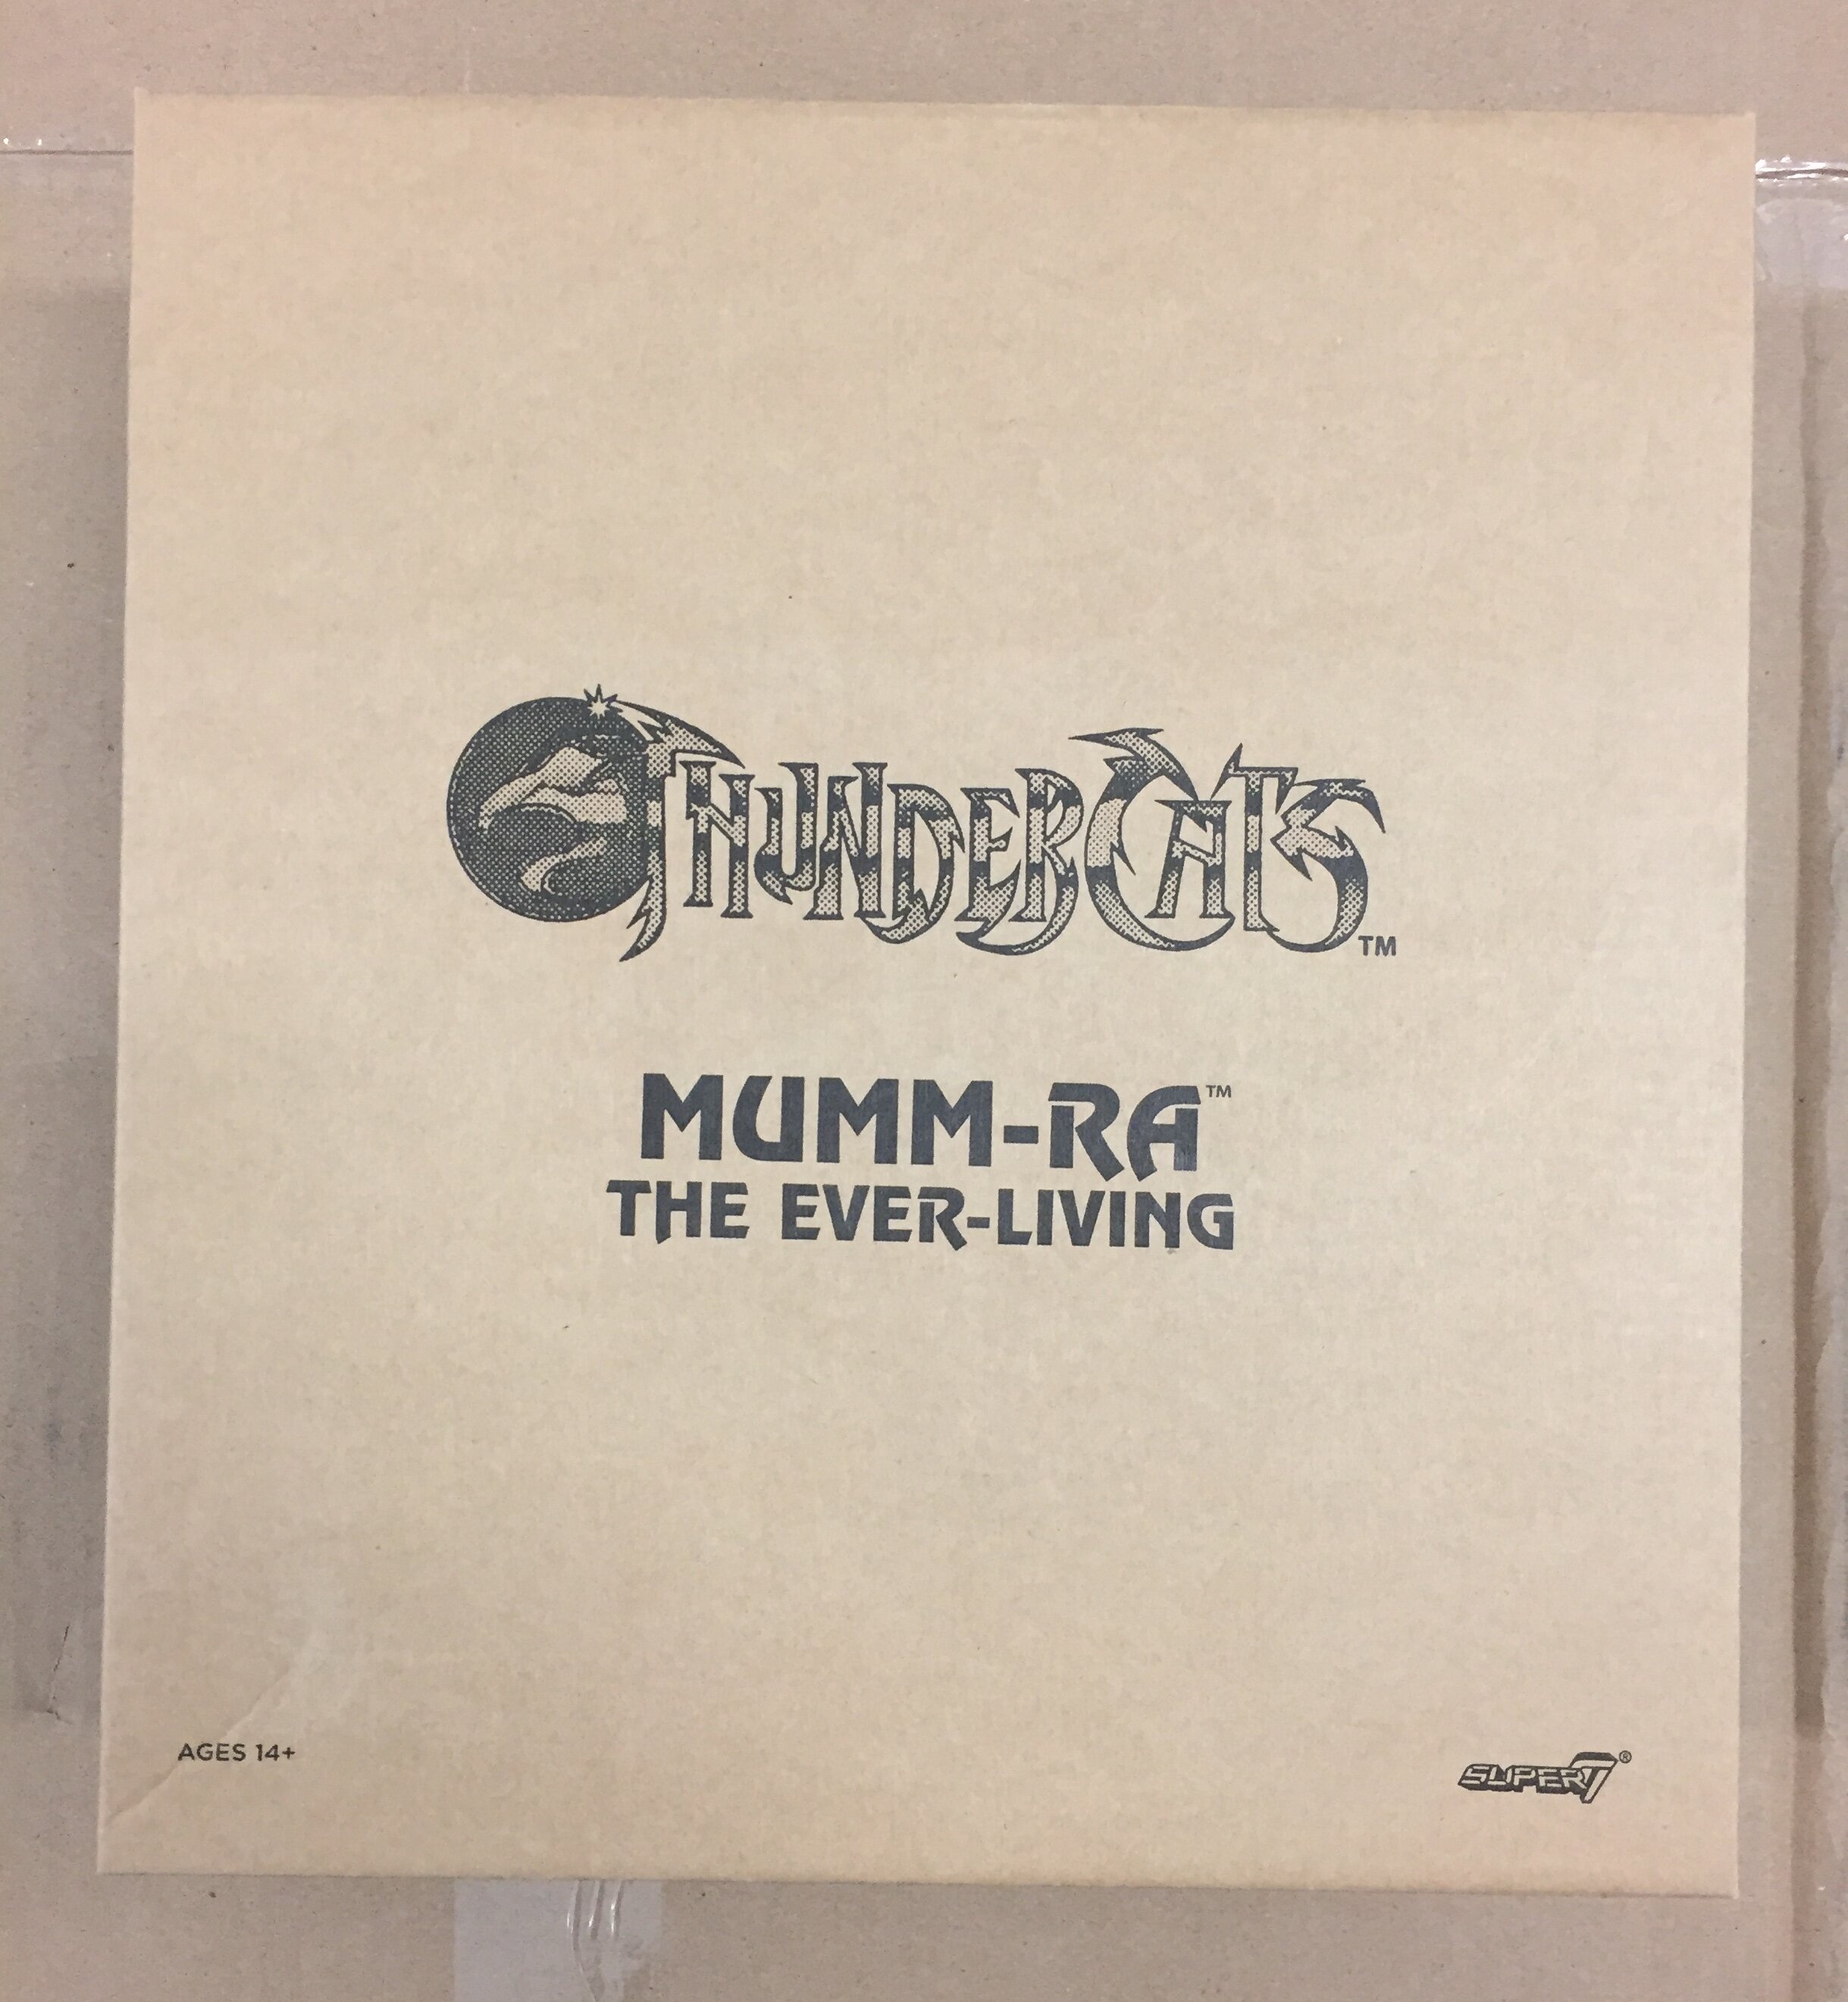 THUNDERCATS™
MUMM-RA™
THE EVER-LIVING
AGES 14+
SUPER7®